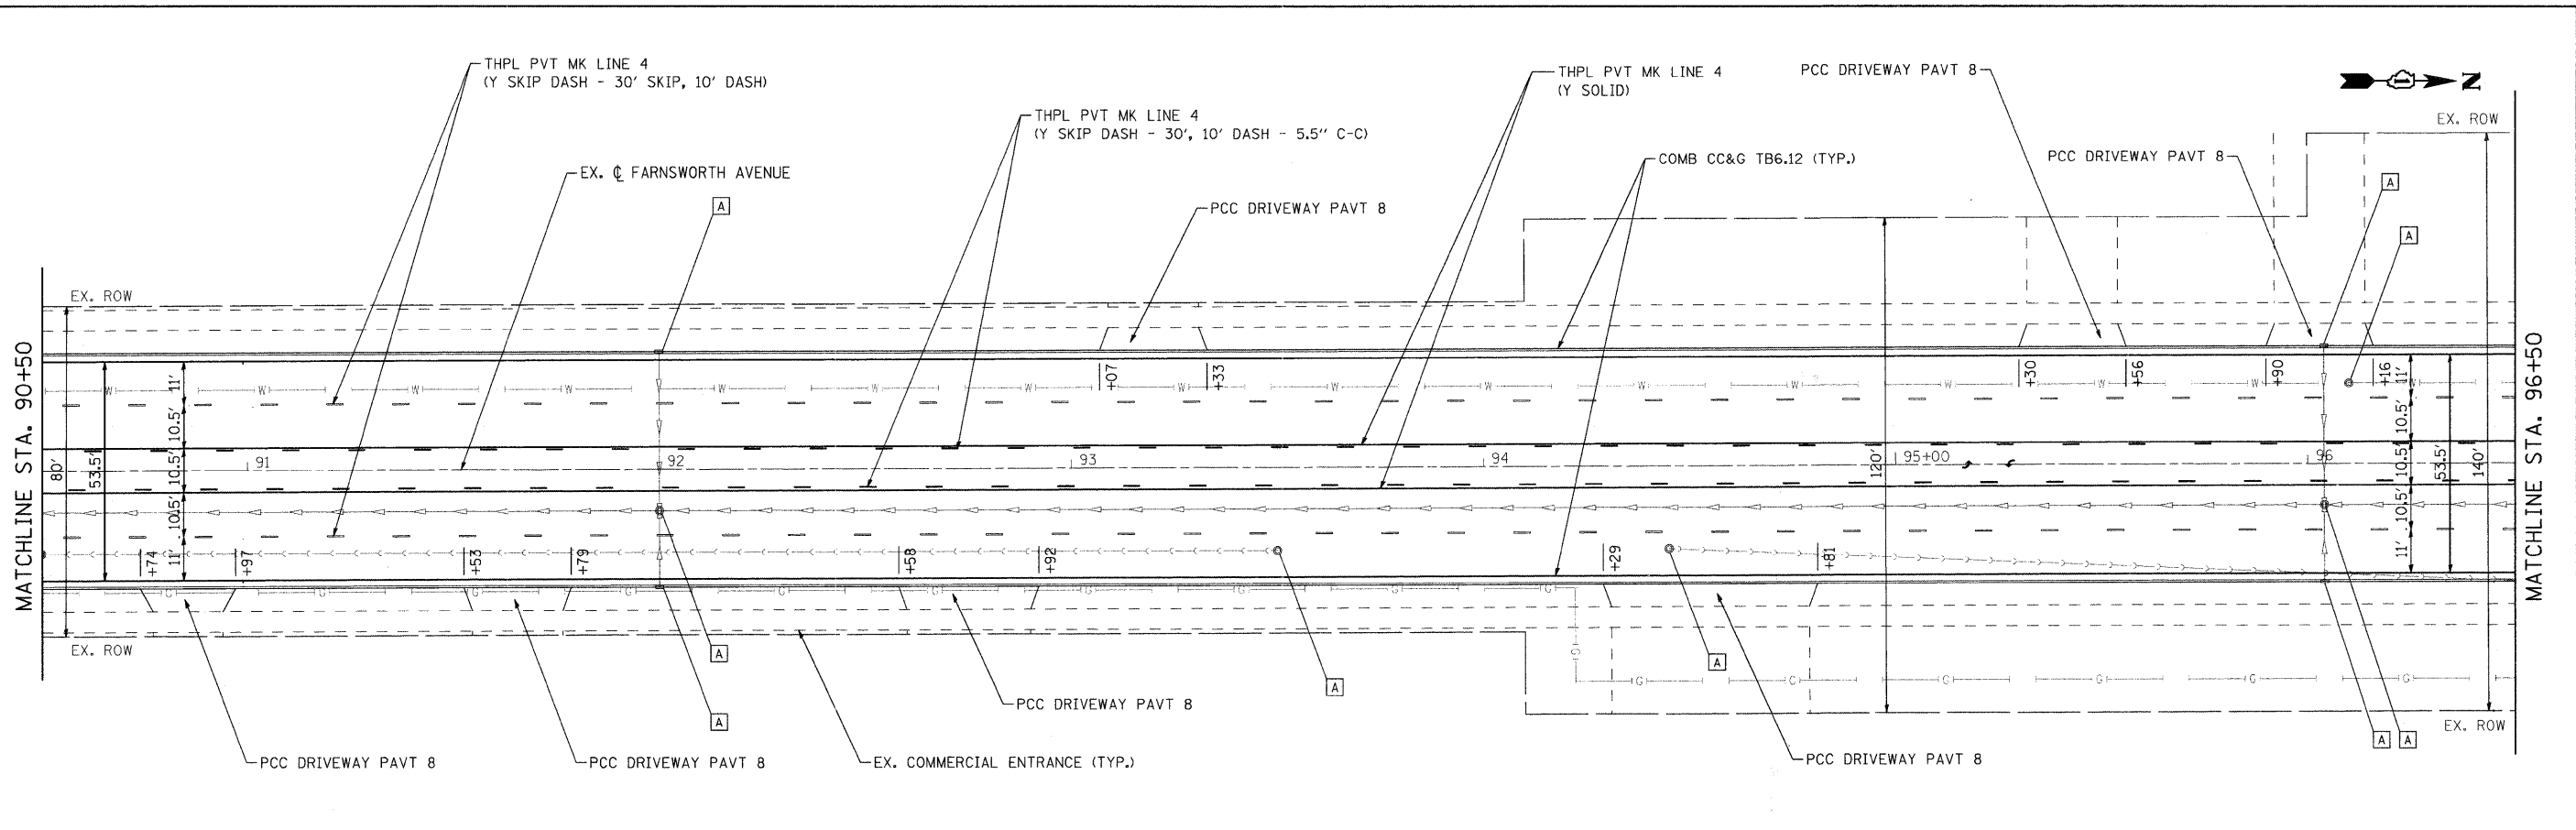 THPL PVT MK LINE 4
(Y SKIP DASH - 30' SKIP, 10' DASH)
THPL PVT MK LINE 4
(Y SKIP DASH - 30', 10' DASH - 5.5" C-C)
THPL PVT MK LINE 4
(Y SOLID)
PCC DRIVEWAY PAVT 8
N
EX. ROW
EX. ℄ FARNSWORTH AVENUE
COMB CC&G TB6.12 (TYP.)
PCC DRIVEWAY PAVT 8
A
A
PCC DRIVEWAY PAVT 8
A
EX. ROW
MATCHLINE STA. 90+50
MATCHLINE STA. 96+50
80'
53.5'
11'
10.5'
10.5'
10.5'
11'
W W W W W W W W W W W W W W W W
+07
+33
+30
+56
+90
+16
11'
10.5'
10.5'
10.5'
11'
53.5'
140'
120'
91
92
93
94
95+00
96
+74
+97
+53
+79
+58
+92
+29
+81
G G G G G G G G G G G
EX. ROW
A
A
A
A
G G G G G G
PCC DRIVEWAY PAVT 8
A A
EX. ROW
PCC DRIVEWAY PAVT 8
PCC DRIVEWAY PAVT 8
EX. COMMERCIAL ENTRANCE (TYP.)
PCC DRIVEWAY PAVT 8